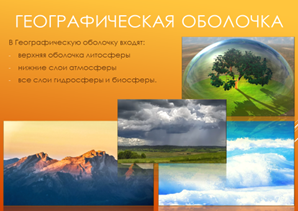 ГЕОГРАФИЧЕСКАЯ ОБОЛОЧКА
В Географическую оболочку входят:
- верхняя оболочка литосферы
- нижние слои атмосферы
- все слои гидросферы и биосферы.